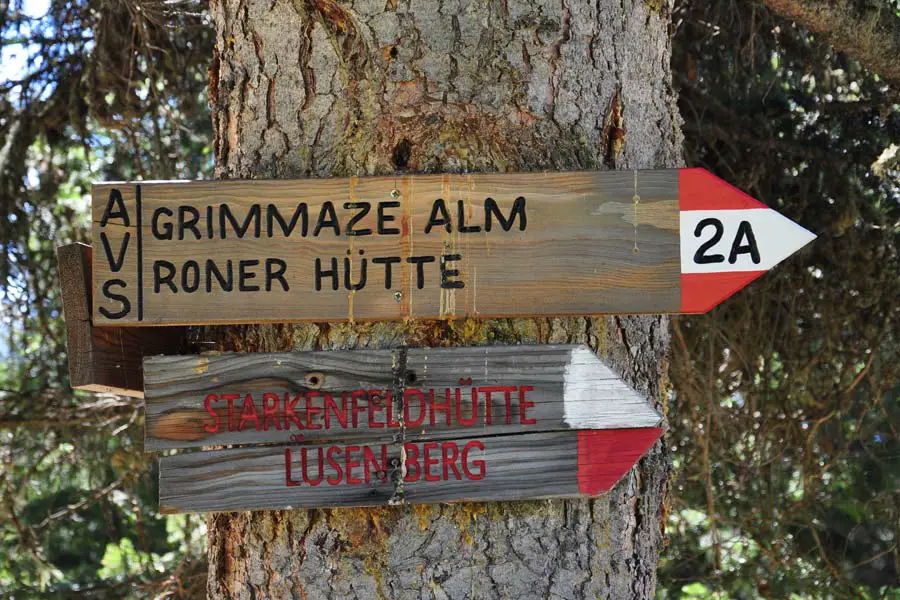 AVS
GRIMMAZE ALM
RONER HÜTTE
2A
STARKENFELDHÜTTE
LÜSEN BERG